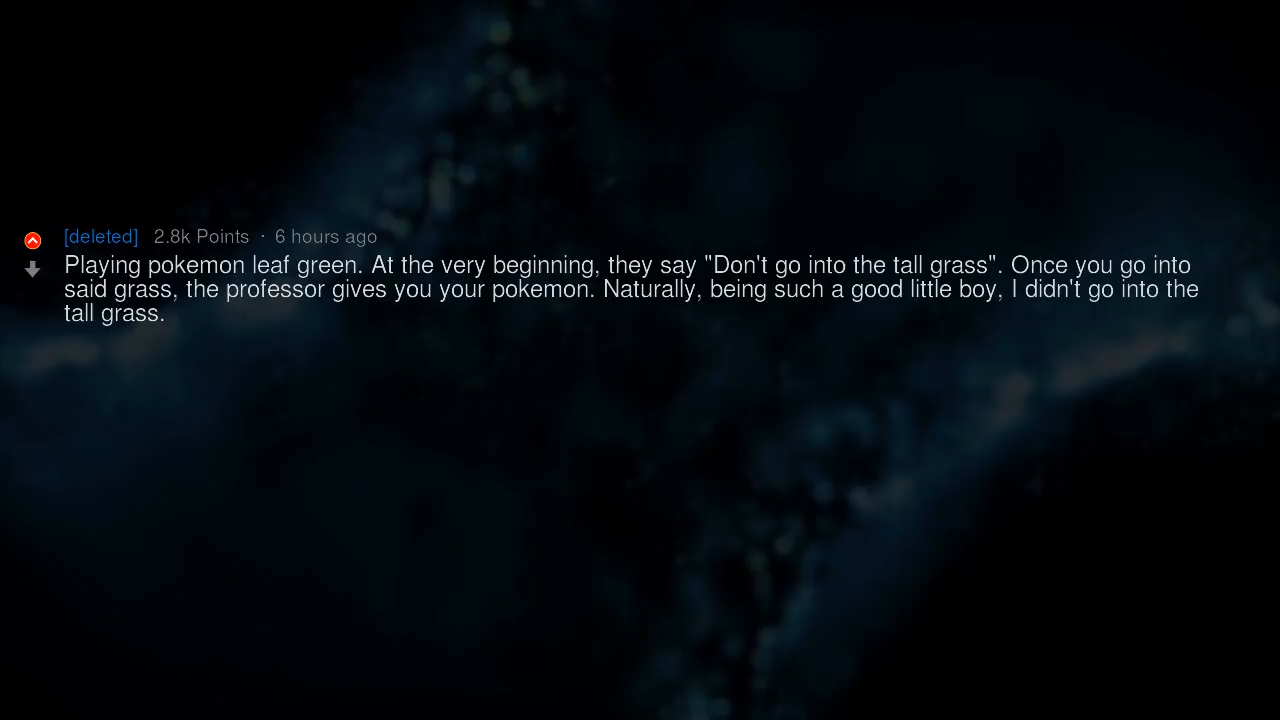 [deleted] 2.8k Points · 6 hours ago
Playing pokemon leaf green. At the very beginning, they say "Don't go into the tall grass". Once you go into
said grass, the professor gives you your pokemon. Naturally, being such a good little boy, I didn't go into the
tall grass.